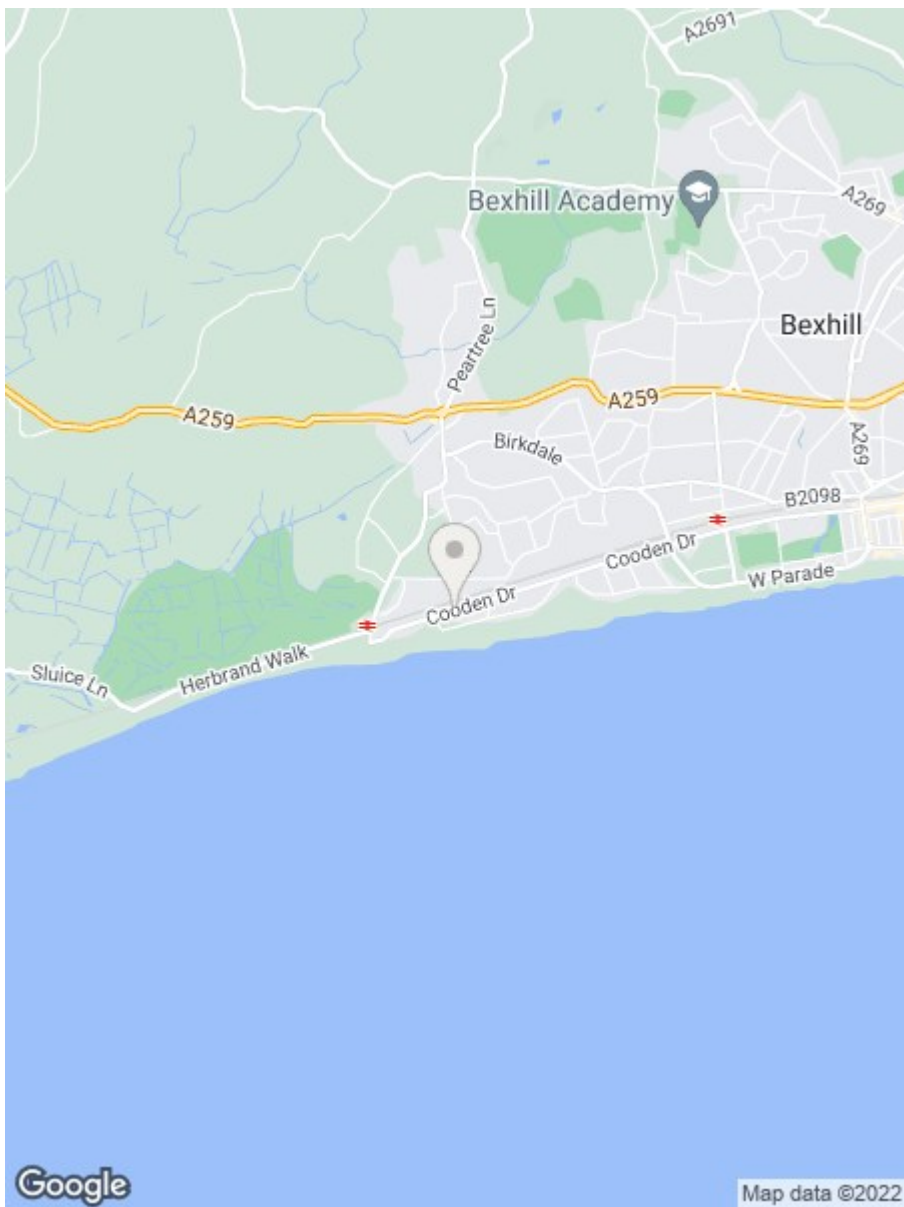 A2691
Bexhill Academy
A269
Bexhill
Peartree Ln
A259
A259
Birkdale
A269
B2098
Cooden Dr
W Parade
Cooden Dr
Herbrand Walk
Sluice Ln
Google
Map data ©2022